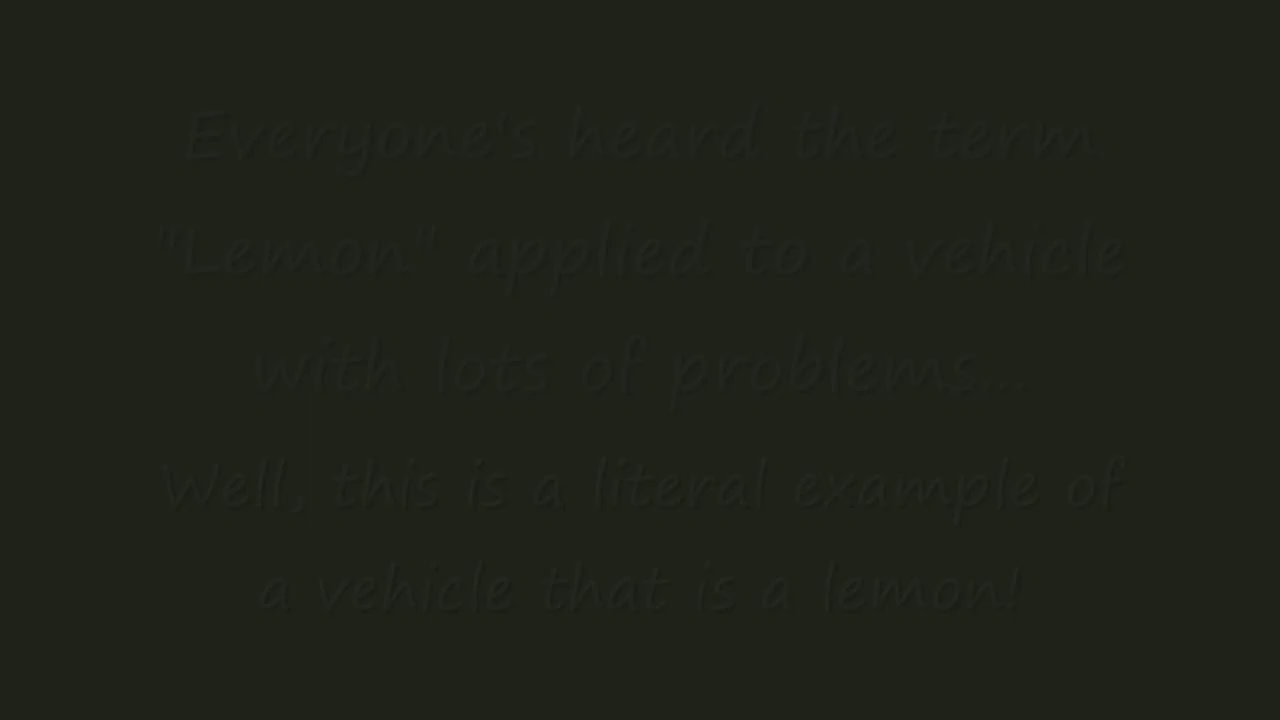 Everyone's heard the term
"Lemon" applied to a vehicle
with lots of problems...
Well, this is a literal example of
a vehicle that is a lemon!